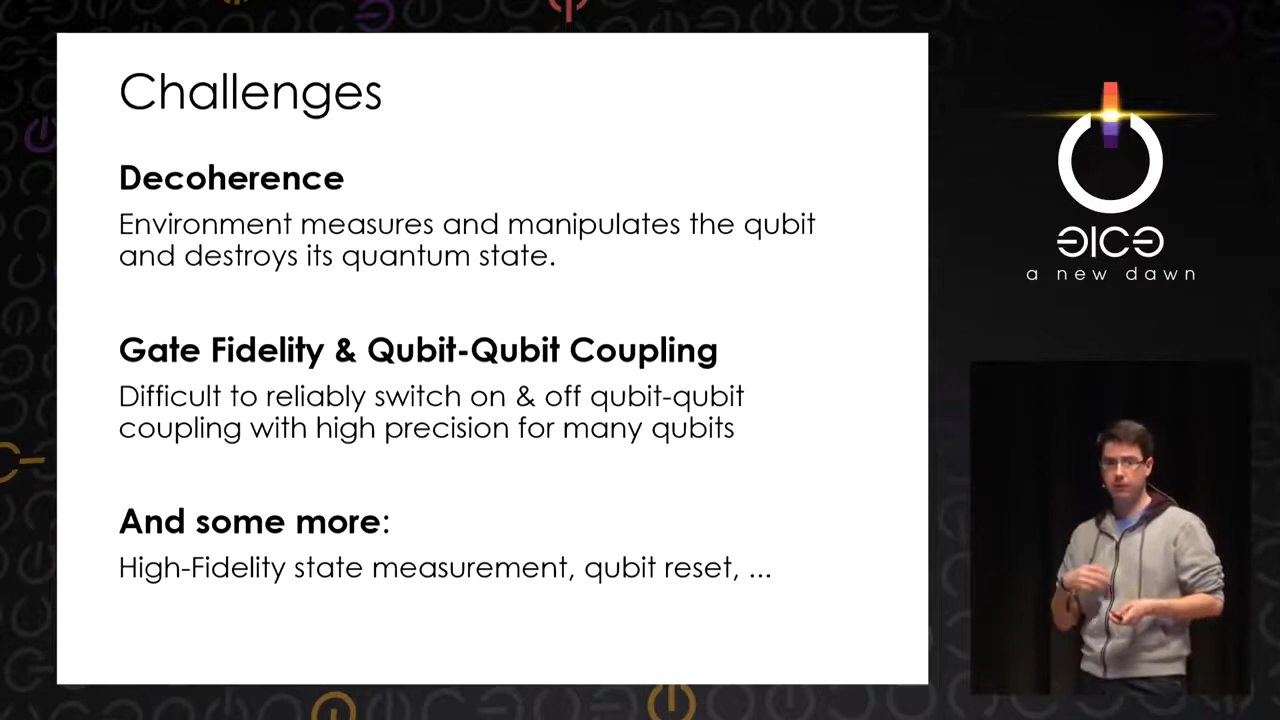 Challenges
Decoherence
Environment measures and manipulates the qubit
and destroys its quantum state.
Gate Fidelity & Qubit-Qubit Coupling
Difficult to reliably switch on & off qubit-qubit
coupling with high precision for many qubits
And some more:
High-Fidelity state measurement, qubit reset, ...
a new dawn